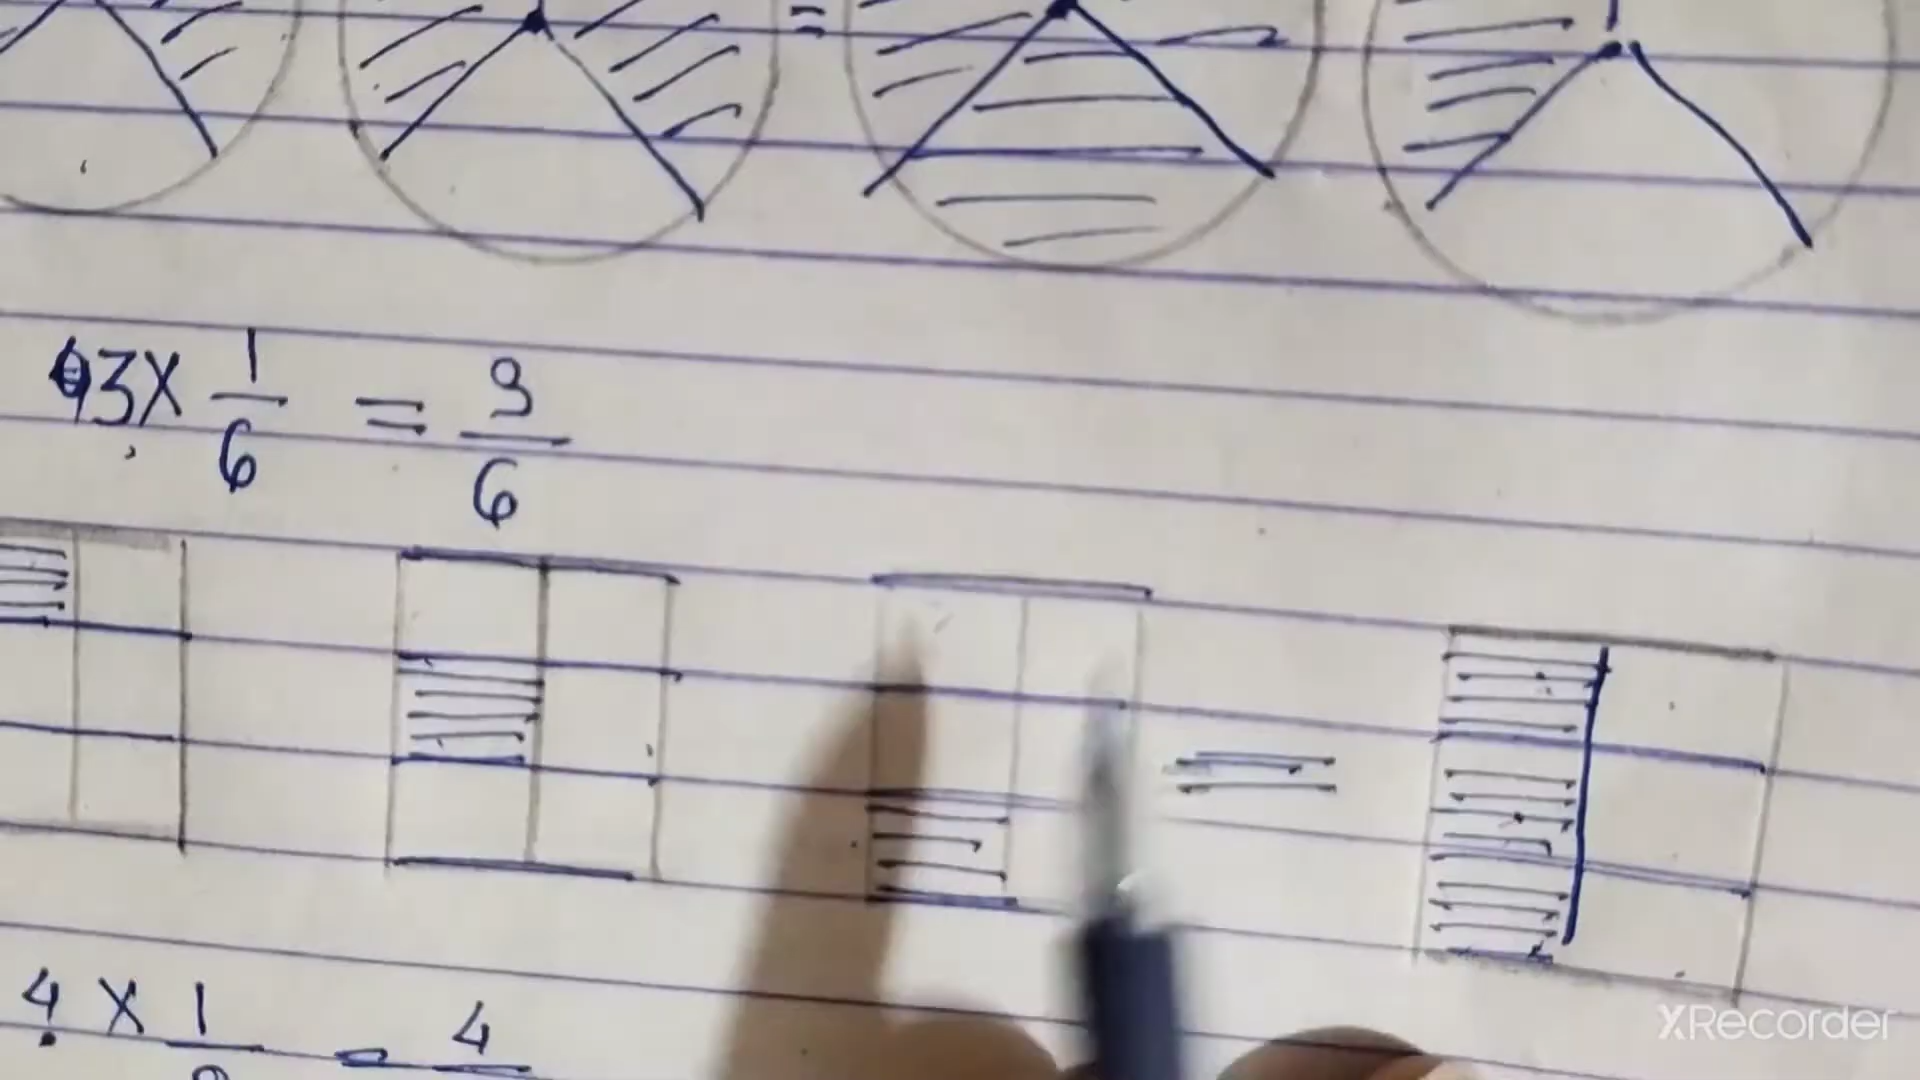 =
3 × 1/6 = 3/6
=
4 × 1/ = 4/
XRecorder